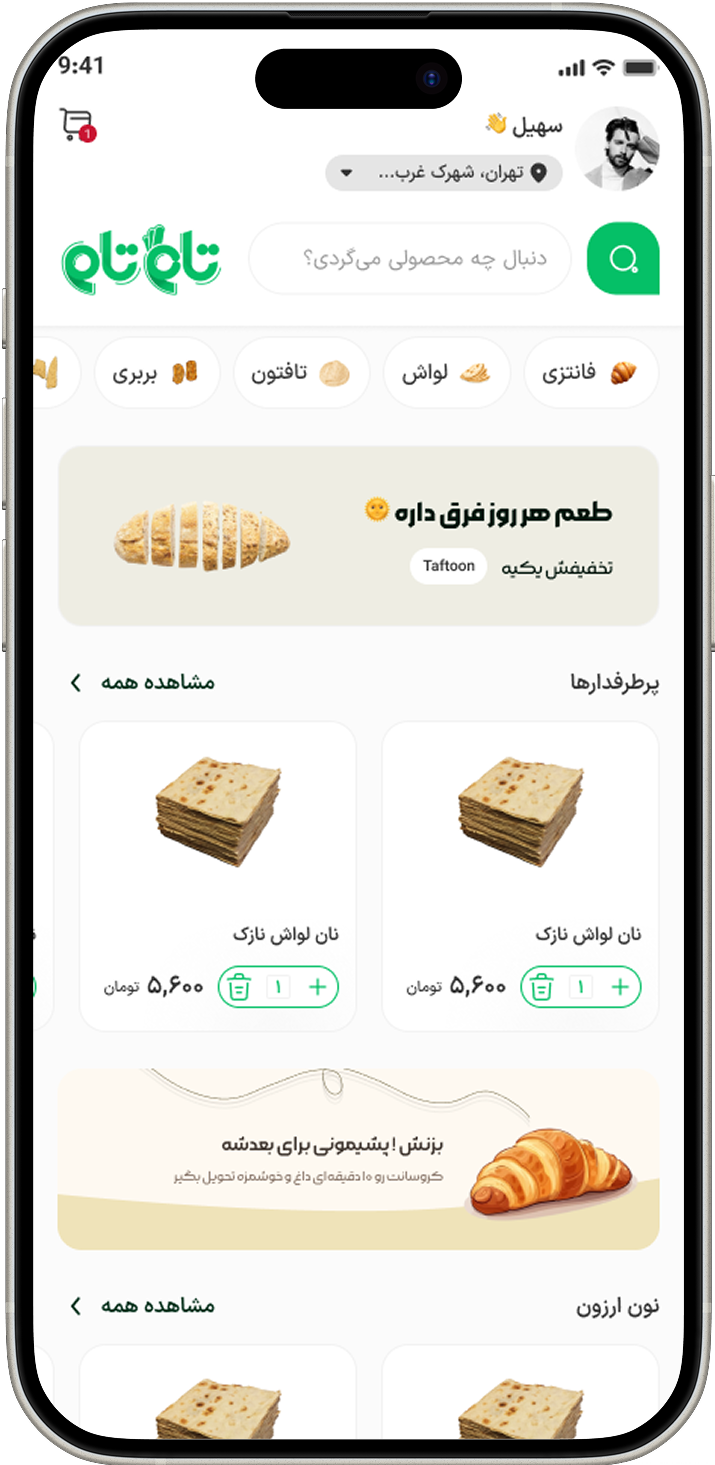 9:41
سهیل 👋
1
تهران، شهرک غرب...
دنبال چه محصولی می‌گردی؟
تام تام
فانتزی
لواش
تافتون
بربری
طعم هر روز فرق داره 🌞
تخفیفش یکیه
Taftoon
پرطرفدارها
مشاهده همه
نان لواش نازک
نان لواش نازک
+ ۱
۵,۶۰۰ تومان
+ ۱
۵,۶۰۰ تومان
بزنش ! پشیمونی برای بعدشه
کروسانت رو ۱۰ دقیقه‌ای داغ و خوشمزه تحویل بگیر
نون ارزون
مشاهده همه